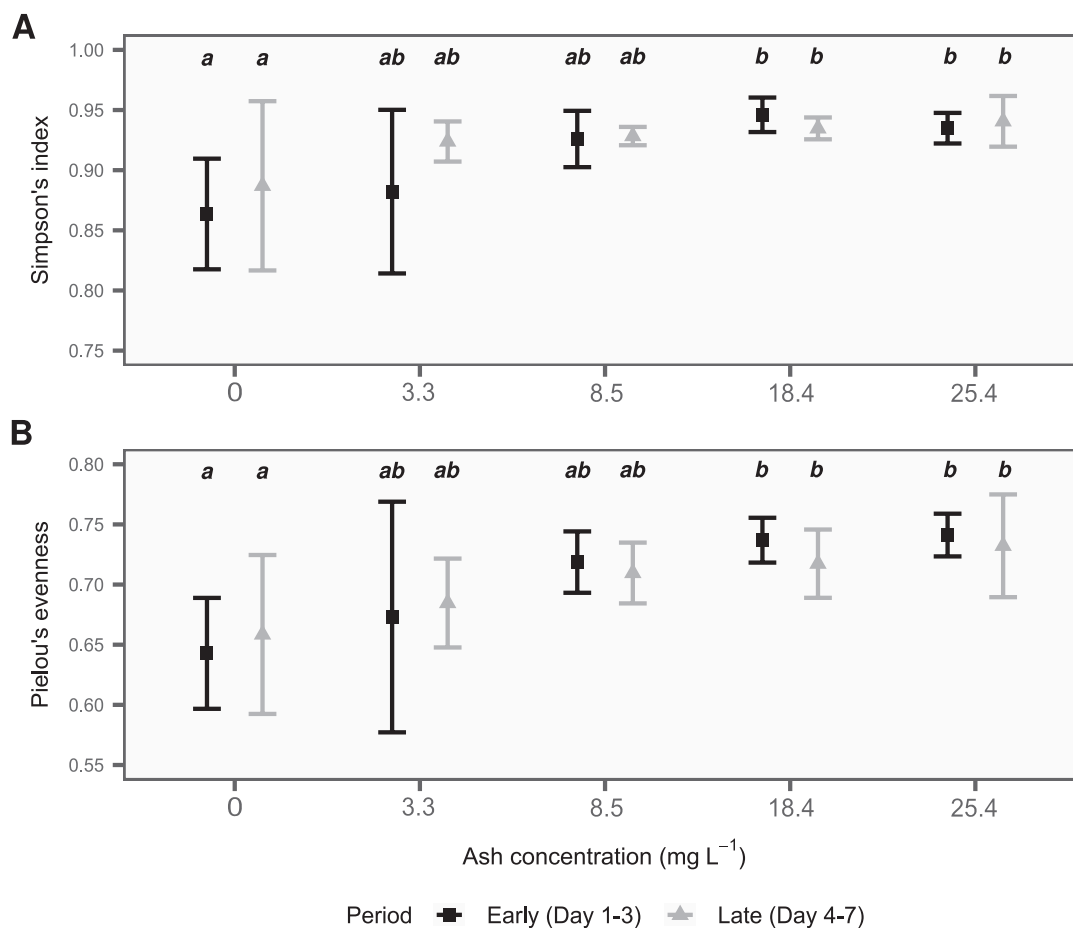 A
Simpson's index
1.00
0.95
0.90
0.85
0.80
0.75
a a ab ab ab ab b b b b
0 3.3 8.5 18.4 25.4
B
Pielou's evenness
0.80
0.75
0.70
0.65
0.60
0.55
a a ab ab ab ab b b b b
0 3.3 8.5 18.4 25.4
Ash concentration (mg L⁻¹)
Period Early (Day 1-3) Late (Day 4-7)